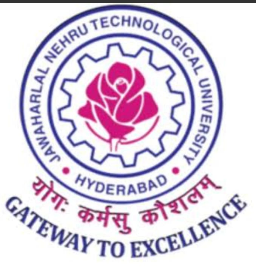 JAWAHARLAL NEHRU TECHNOLOGICAL UNIVERSITY
HYDERABAD
योगः कर्मसु कौशलम्
GATEWAY TO EXCELLENCE